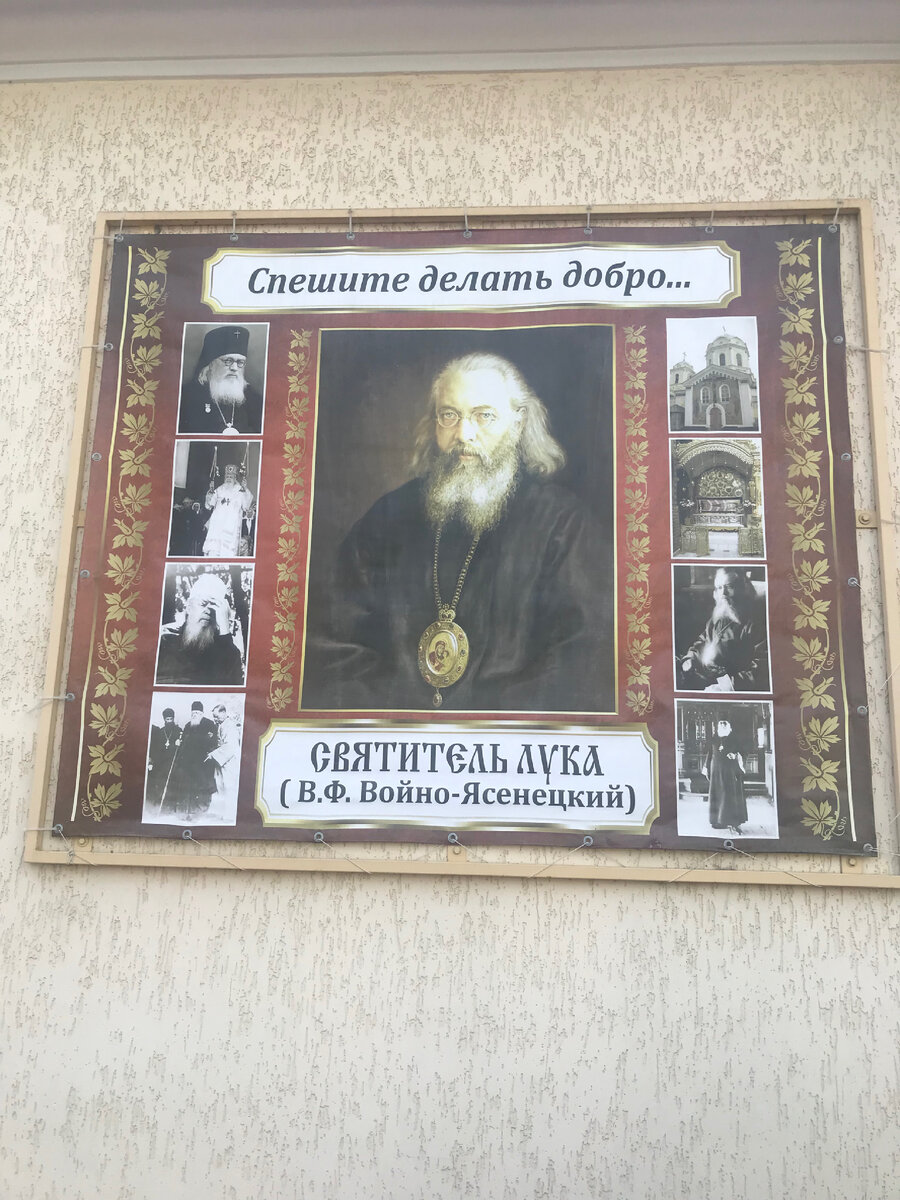 Спешите делать добро...
СВЯТИТЕЛЬ ЛУКА
( В.Ф. Войно-Ясенецкий)